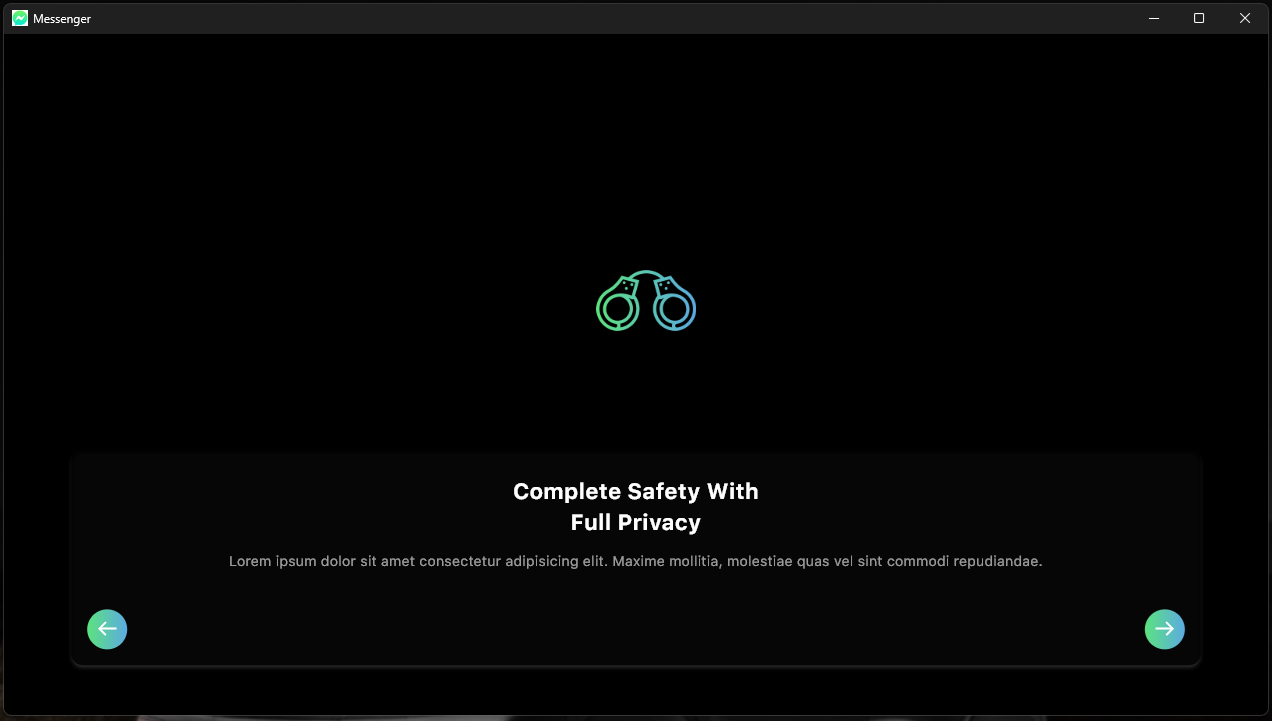 Messenger
Complete Safety With
Full Privacy
Lorem ipsum dolor sit amet consectetur adipisicing elit. Maxime mollitia, molestiae quas vel sint commodi repudiandae.